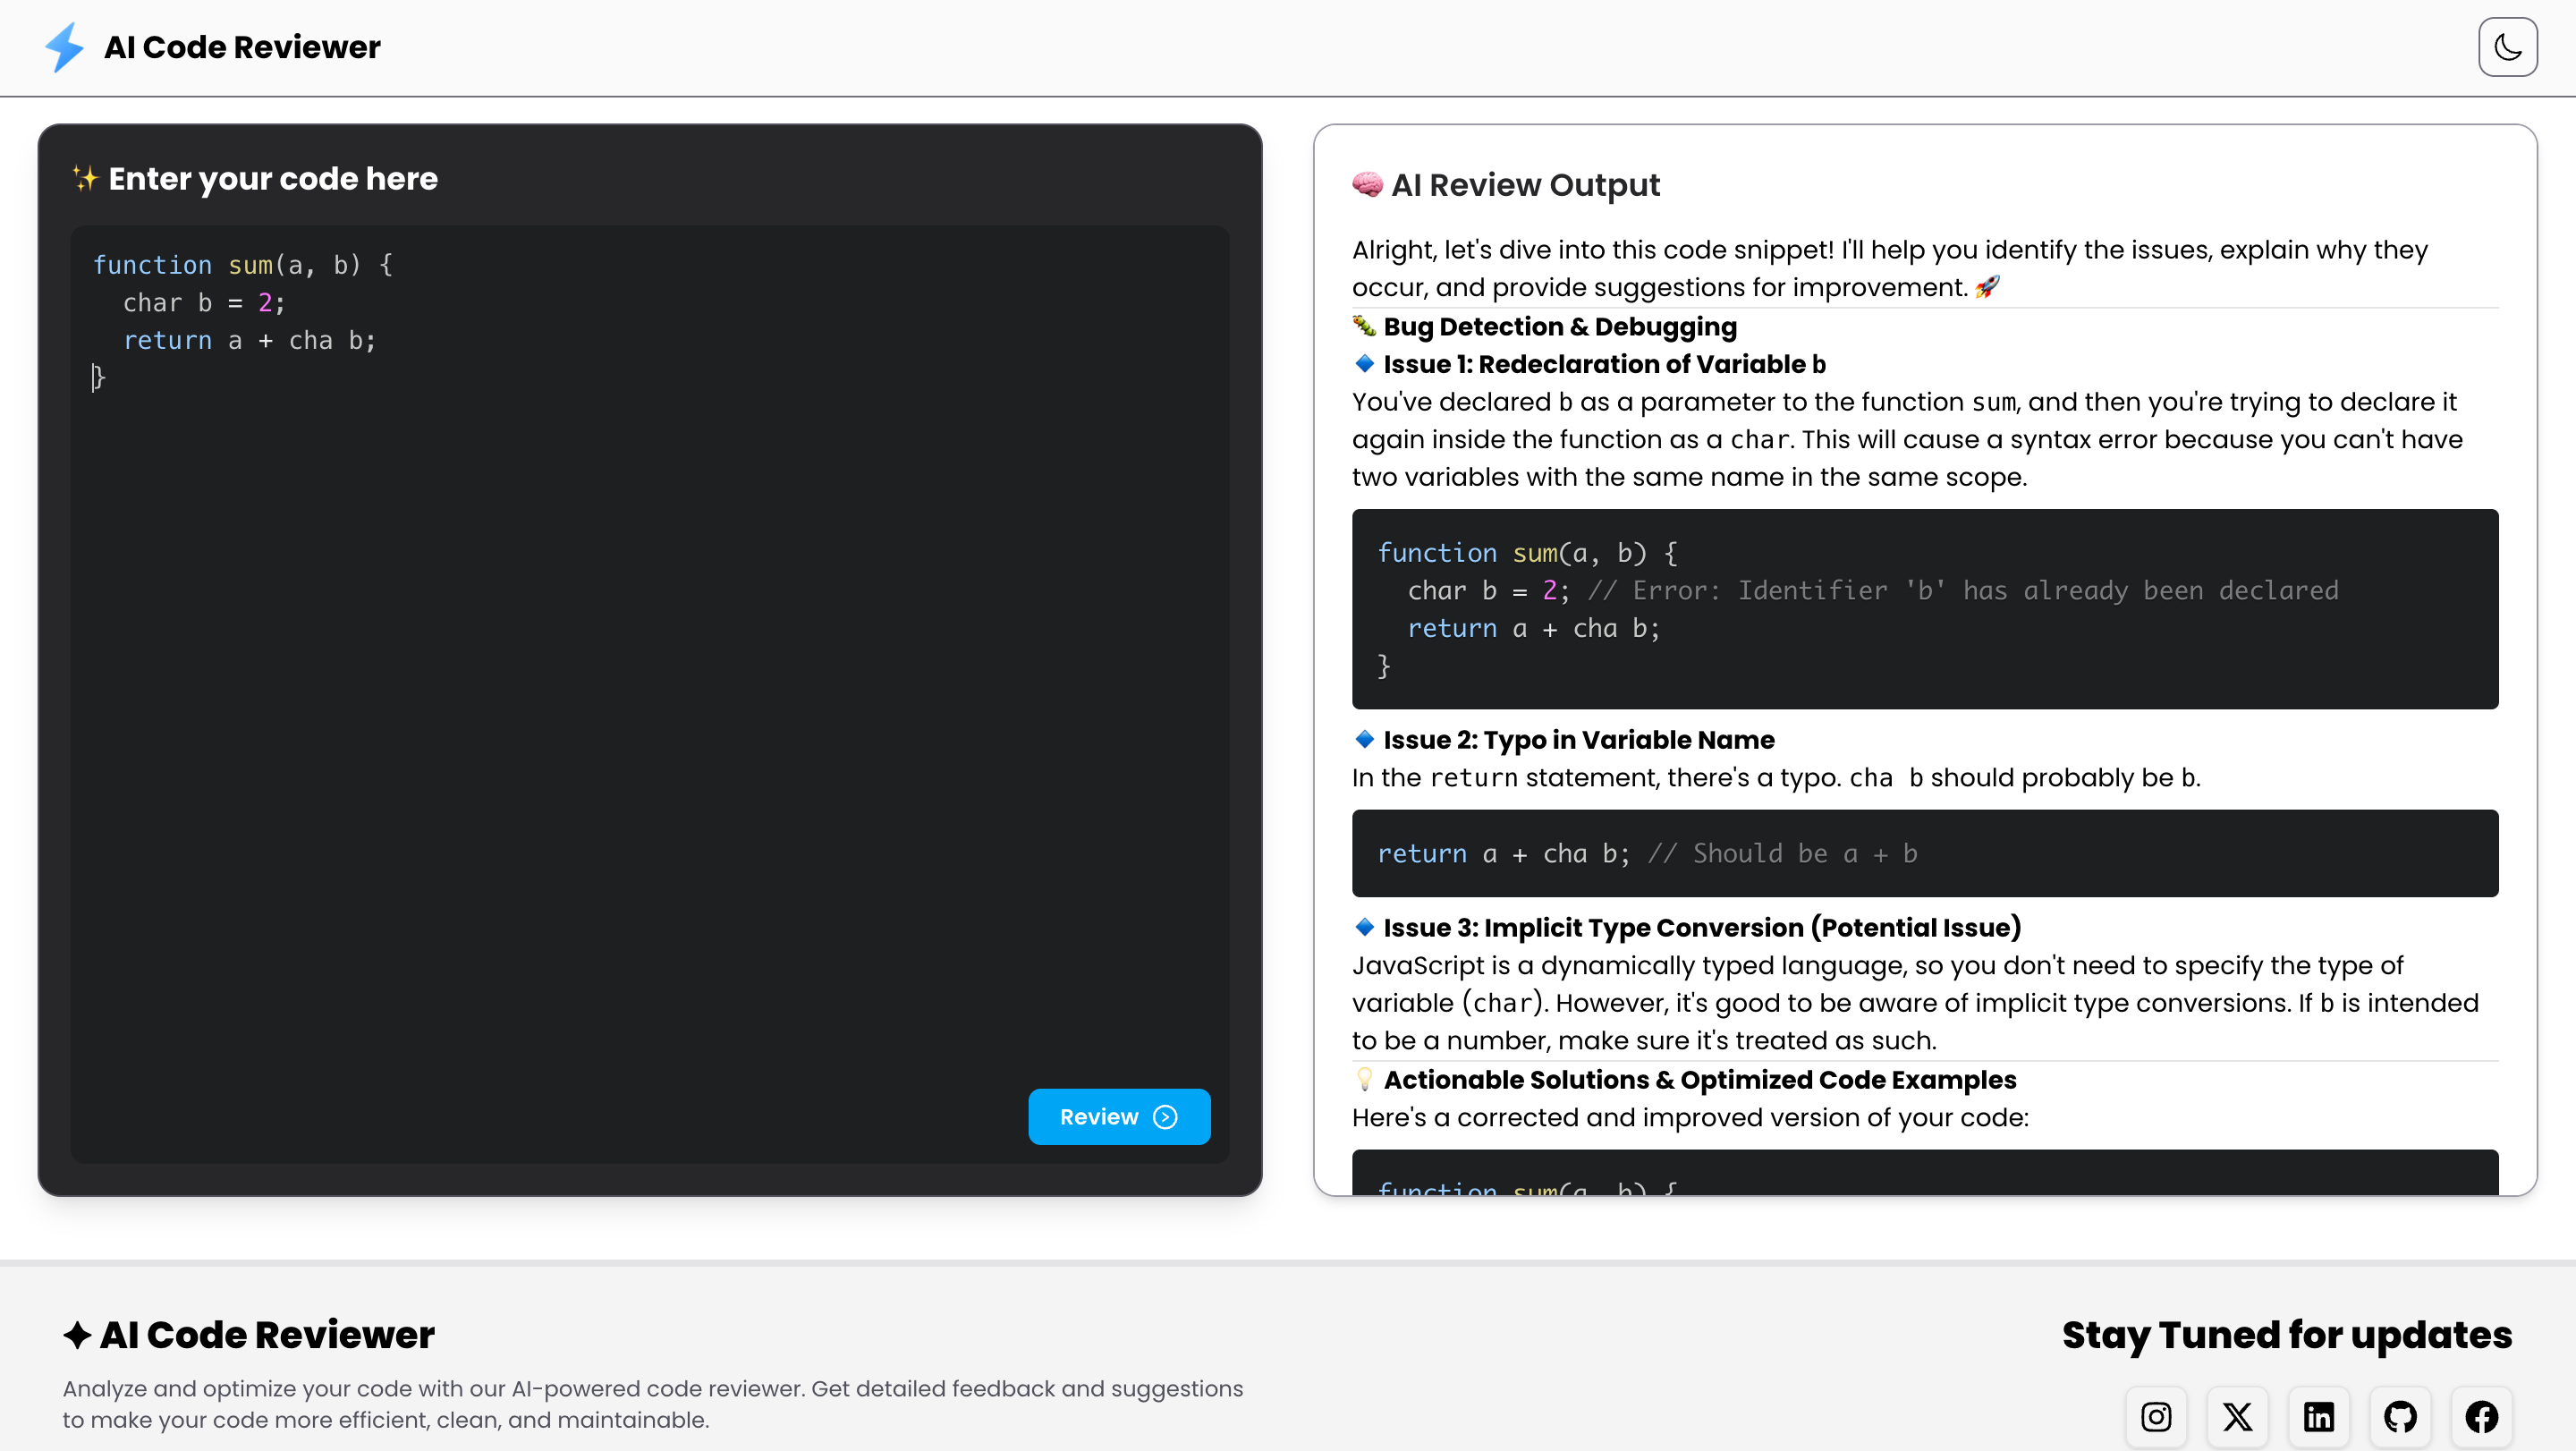 AI Code Reviewer
✨ Enter your code here
function sum(a, b) {
  char b = 2;
  return a + cha b;
}
Review
🧠 AI Review Output
Alright, let's dive into this code snippet! I'll help you identify the issues, explain why they
occur, and provide suggestions for improvement. 🚀
🐛 Bug Detection & Debugging
🔹 Issue 1: Redeclaration of Variable b
You've declared b as a parameter to the function sum, and then you're trying to declare it
again inside the function as a char. This will cause a syntax error because you can't have
two variables with the same name in the same scope.
function sum(a, b) {
  char b = 2; // Error: Identifier 'b' has already been declared
  return a + cha b;
}
🔹 Issue 2: Typo in Variable Name
In the return statement, there's a typo. cha b should probably be b.
return a + cha b; // Should be a + b
🔹 Issue 3: Implicit Type Conversion (Potential Issue)
JavaScript is a dynamically typed language, so you don't need to specify the type of
variable (char). However, it's good to be aware of implicit type conversions. If b is intended
to be a number, make sure it's treated as such.
💡 Actionable Solutions & Optimized Code Examples
Here's a corrected and improved version of your code:
function sum(a, b) {
✦ AI Code Reviewer
Analyze and optimize your code with our AI-powered code reviewer. Get detailed feedback and suggestions
to make your code more efficient, clean, and maintainable.
Stay Tuned for updates